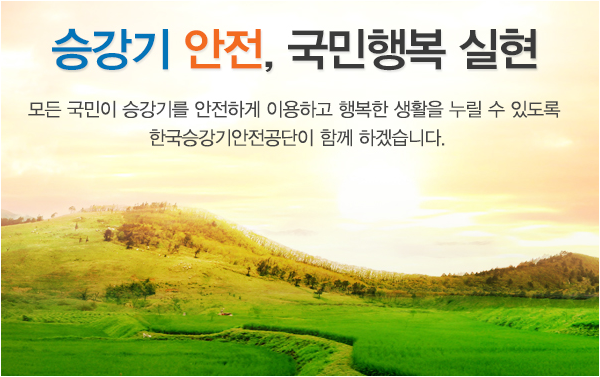 승강기 안전, 국민행복 실현
모든 국민이 승강기를 안전하게 이용하고 행복한 생활을 누릴 수 있도록
한국승강기안전공단이 함께 하겠습니다.